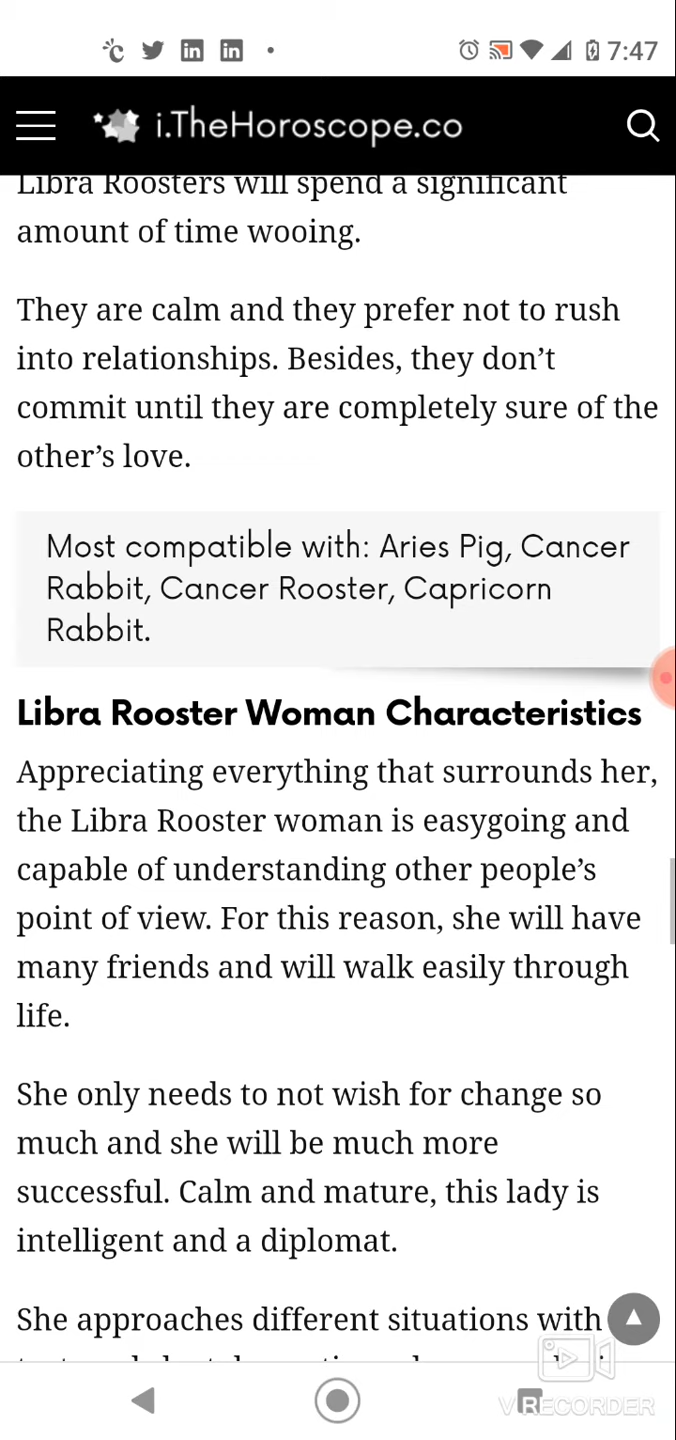 7:47
i.TheHoroscope.co
Libra Roosters will spend a significant
amount of time wooing.
They are calm and they prefer not to rush
into relationships. Besides, they don’t
commit until they are completely sure of the
other’s love.
Most compatible with: Aries Pig, Cancer
Rabbit, Cancer Rooster, Capricorn
Rabbit.
Libra Rooster Woman Characteristics
Appreciating everything that surrounds her,
the Libra Rooster woman is easygoing and
capable of understanding other people’s
point of view. For this reason, she will have
many friends and will walk easily through
life.
She only needs to not wish for change so
much and she will be much more
successful. Calm and mature, this lady is
intelligent and a diplomat.
She approaches different situations with
VRECORDER